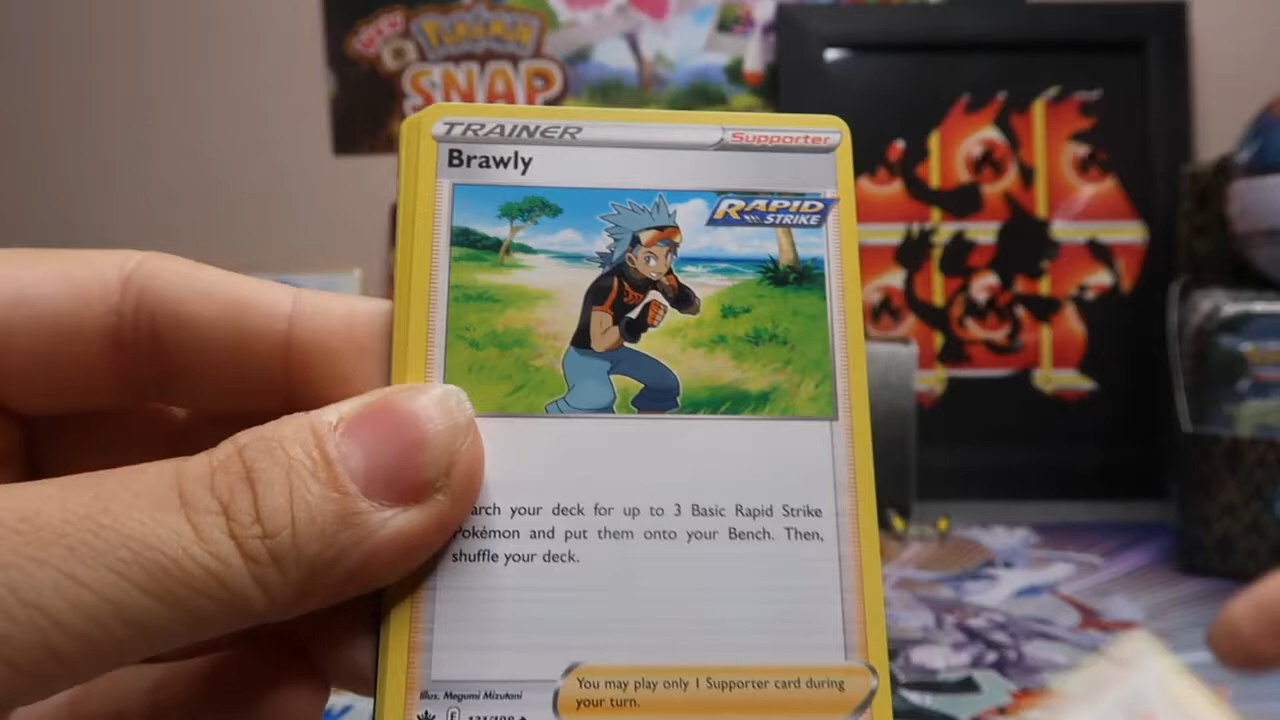 NEW
POKÉMON
SNAP
TRAINER
Supporter
Brawly
RAPID
STRIKE
arch your deck for up to 3 Basic Rapid Strike
Pokémon and put them onto your Bench. Then,
shuffle your deck.
You may play only 1 Supporter card during
your turn.
Illus. Megumi Mizutani
E